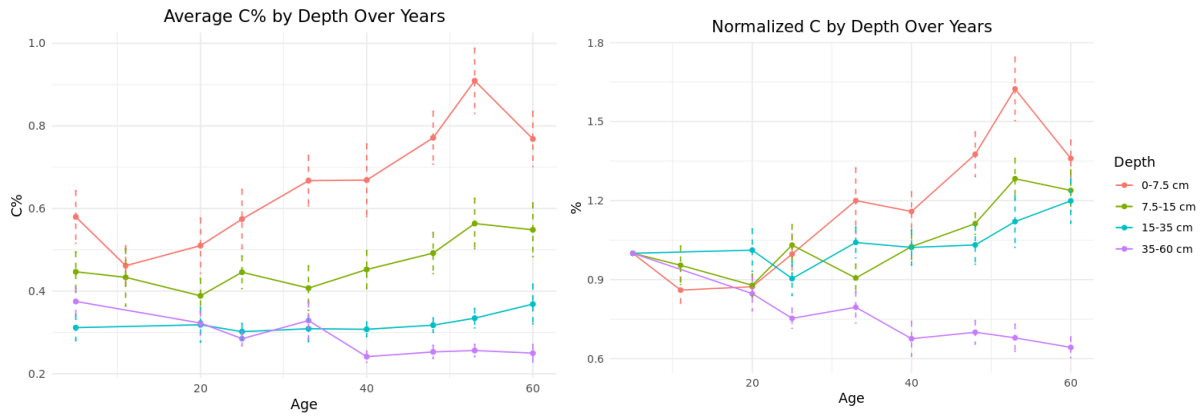 Average C% by Depth Over Years
C%
1.0
0.8
0.6
0.4
0.2
20
40
60
Age
Normalized C by Depth Over Years
%
1.8
1.5
1.2
0.9
0.6
20
40
60
Age
Depth
0-7.5 cm
7.5-15 cm
15-35 cm
35-60 cm